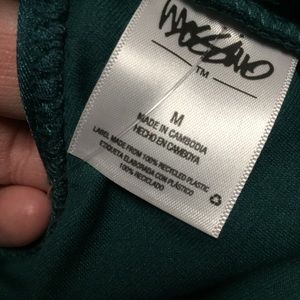 MOSSIMO
™
M
MADE IN CAMBODIA
HECHO EN CAMBOYA
LABEL MADE FROM 100% RECYCLED PLASTIC
ETIQUETA ELABORADA CON PLÁSTICO
100% RECICLADO